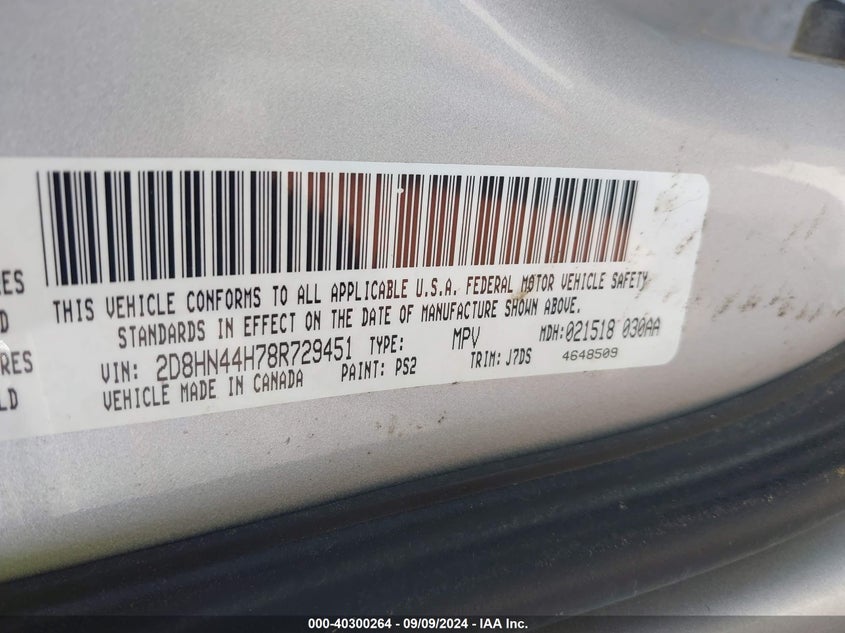 RES
THIS VEHICLE CONFORMS TO ALL APPLICABLE U.S.A. FEDERAL MOTOR VEHICLE SAFETY
D
STANDARDS IN EFFECT ON THE DATE OF MANUFACTURE SHOWN ABOVE.
RES
VIN: 2D8HN44H78R729451 TYPE: MPV MDH:021518 030AA
LD
VEHICLE MADE IN CANADA PAINT: PS2 TRIM: J7DS 4648509
000-40300264 - 09/09/2024 - IAA Inc.